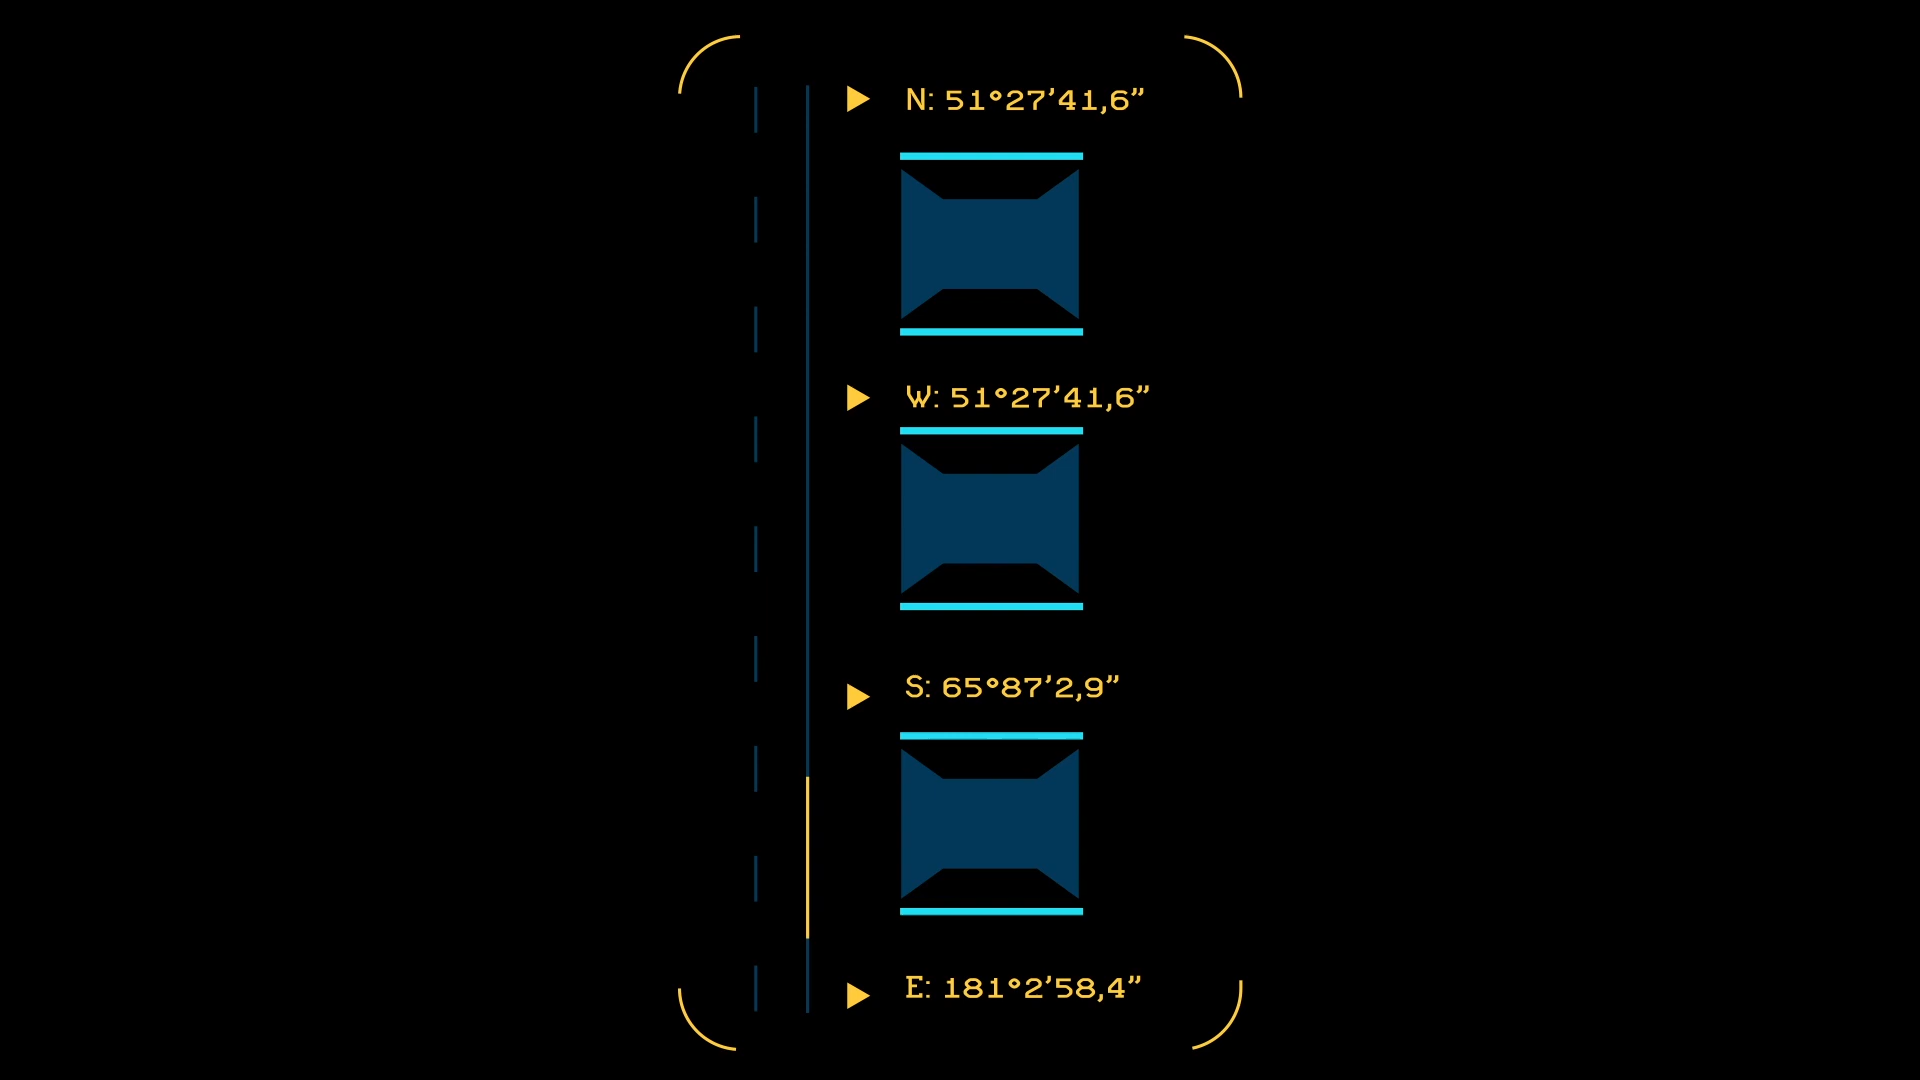 N: 51°27’41,6”
W: 51°27’41,6”
S: 65°87’2,9”
E: 181°2’58,4”